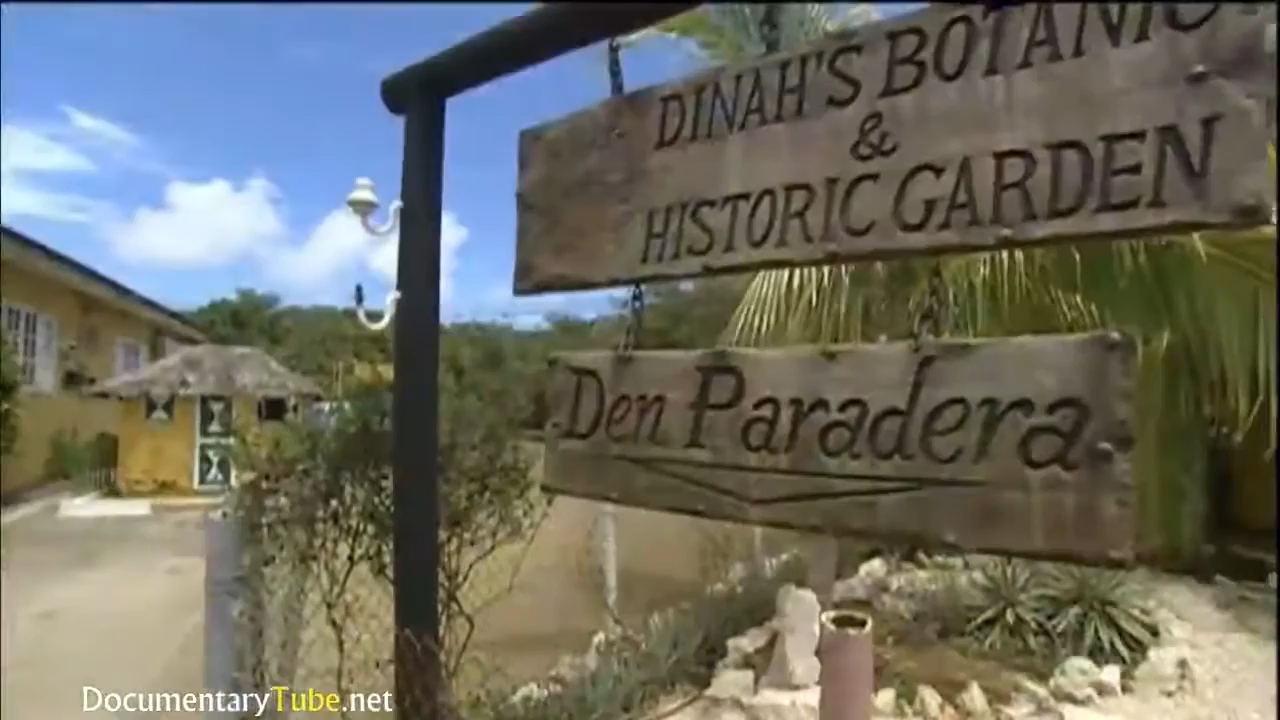 DINAH'S BOTANIC
&
HISTORIC GARDEN
Den Paradera
DocumentaryTube.net